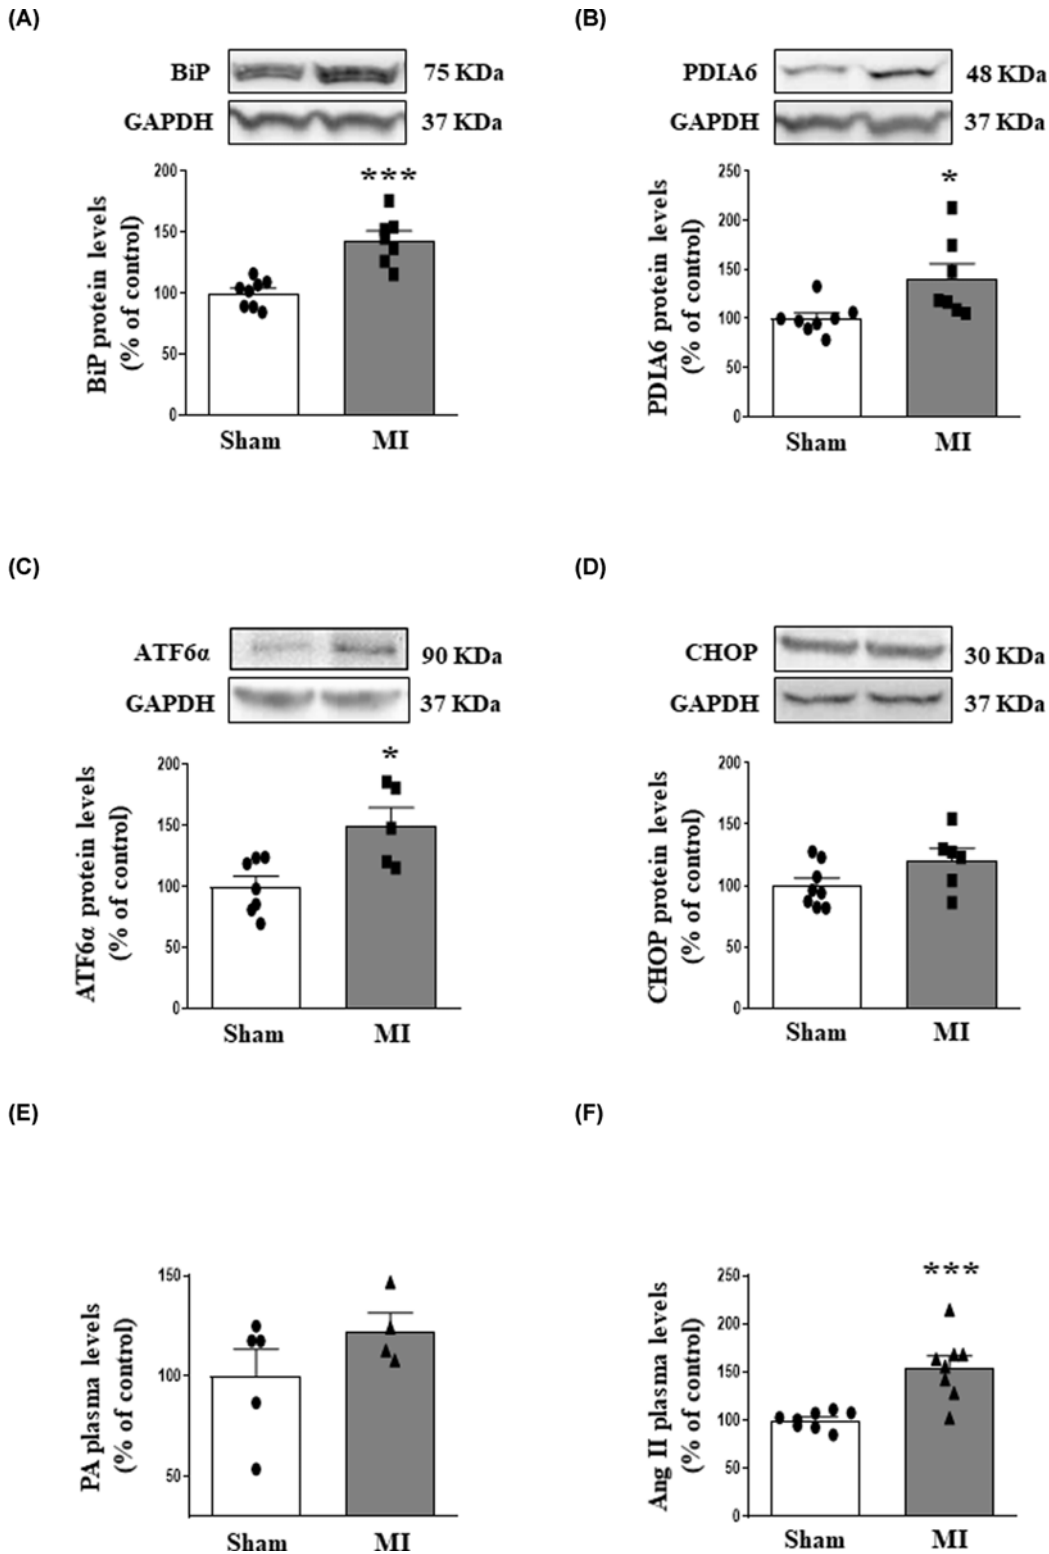 (A)
BiP
75 KDa
GAPDH
37 KDa
***
200
150
100
50
0
BiP protein levels
(% of control)
Sham
MI
(B)
PDIA6
48 KDa
GAPDH
37 KDa
*
250
200
150
100
50
0
PDIA6 protein levels
(% of control)
Sham
MI
(C)
ATF6α
90 KDa
GAPDH
37 KDa
*
200
150
100
50
0
ATF6α protein levels
(% of control)
Sham
MI
(D)
CHOP
30 KDa
GAPDH
37 KDa
200
150
100
50
0
CHOP protein levels
(% of control)
Sham
MI
(E)
150
100
50
PA plasma levels
(% of control)
Sham
MI
(F)
***
250
200
150
100
50
0
Ang II plasma levels
(% of control)
Sham
MI